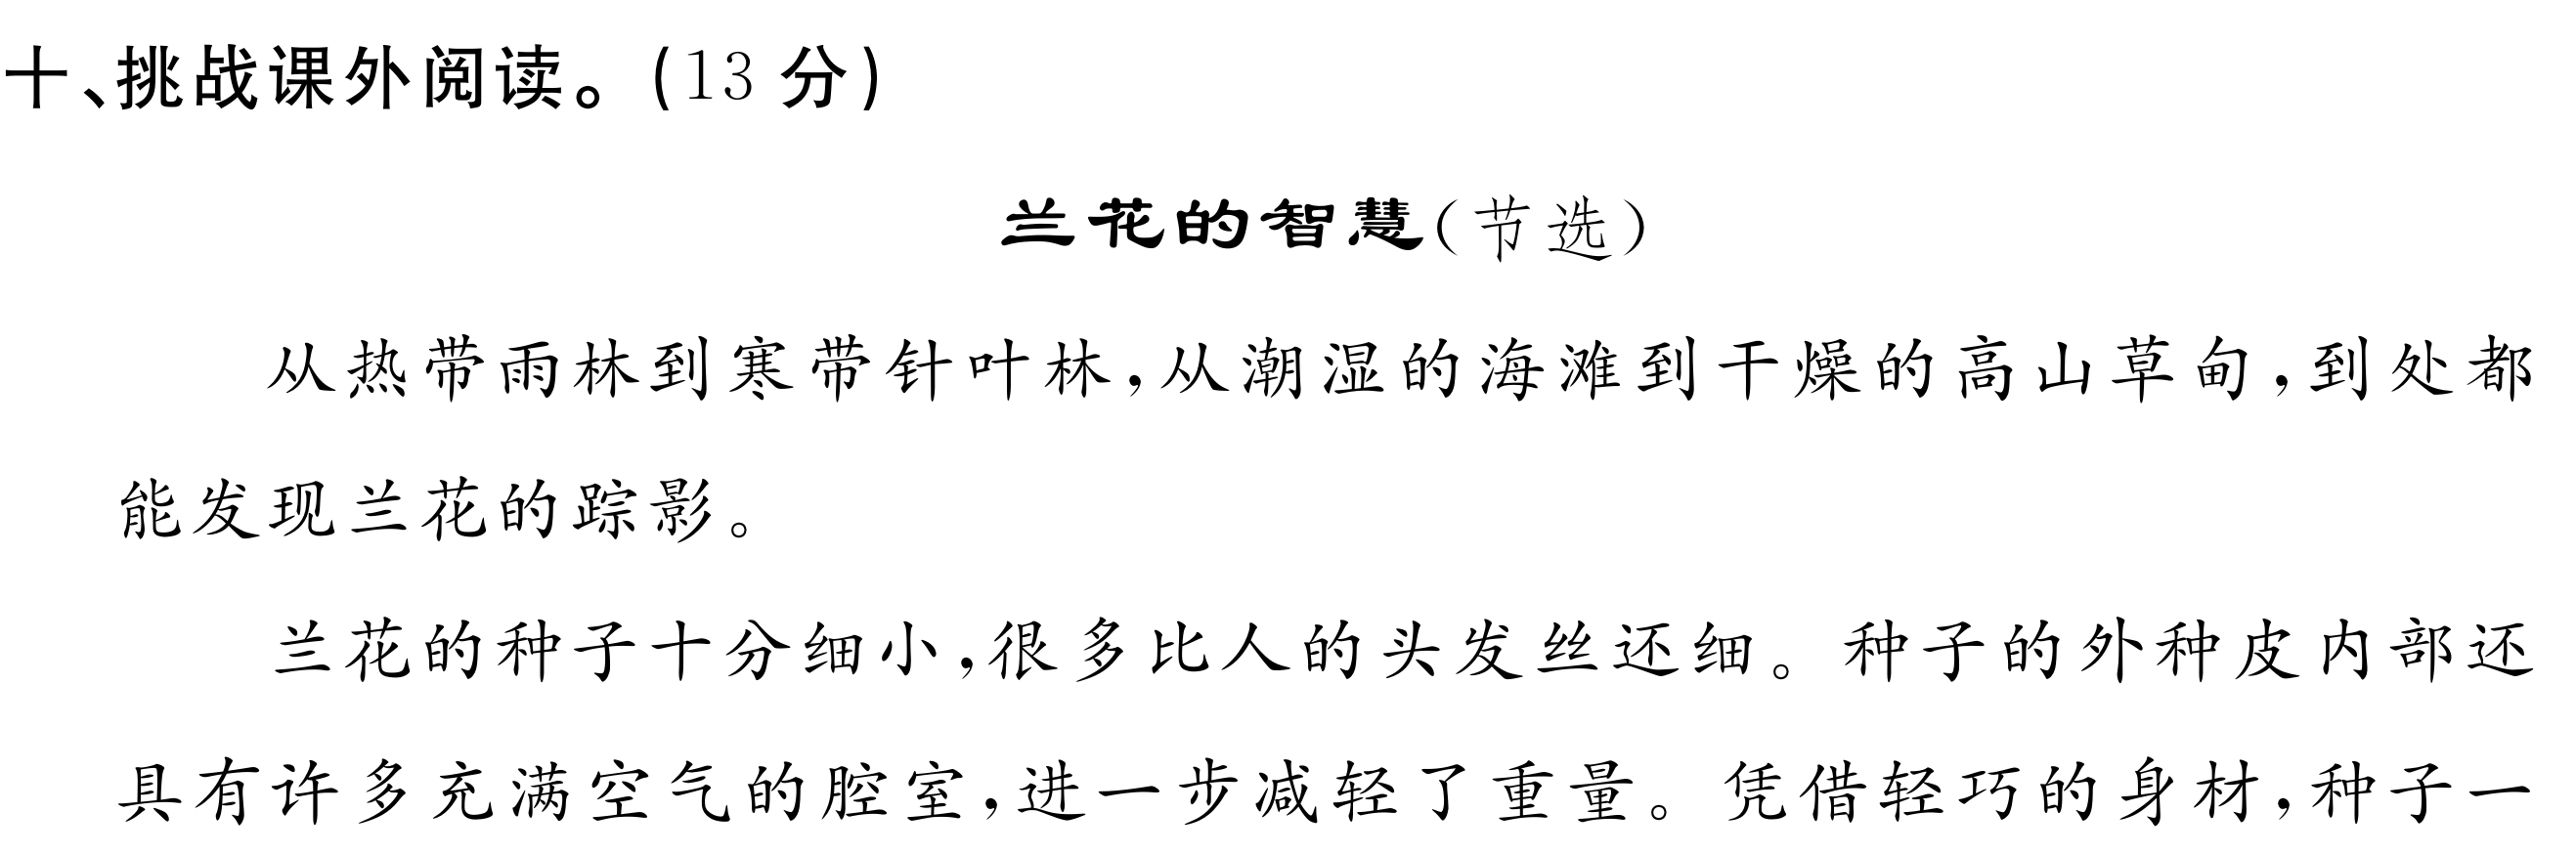 十、挑战课外阅读。(13 分)
兰花的智慧(节选)
从热带雨林到寒带针叶林,从潮湿的海滩到干燥的高山草甸,到处都
能发现兰花的踪影。
兰花的种子十分细小,很多比人的头发丝还细。种子的外种皮内部还
具有许多充满空气的腔室,进一步减轻了重量。凭借轻巧的身材,种子一